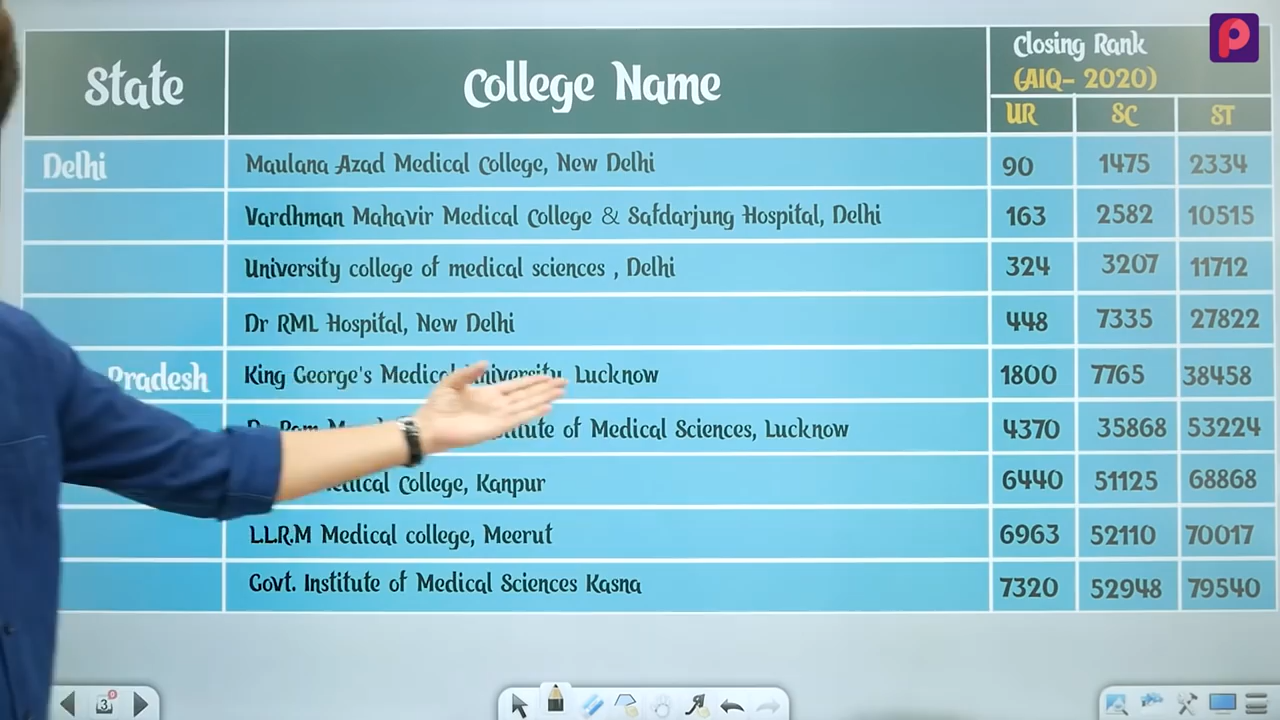 State College Name Closing Rank
(AIQ- 2020)
UR SC ST
Delhi Maulana Azad Medical College, New Delhi 90 1475 2334
Vardhman Mahavir Medical College & Safdarjung Hospital, Delhi 163 2582 10515
University college of medical sciences , Delhi 324 3207 11712
Dr RML Hospital, New Delhi 448 7335 27822
Pradesh King George's Medical University, Lucknow 1800 7765 38458
of Medical Sciences, Lucknow 4370 35868 53224
College, Kanpur 6440 51125 68868
L.L.R.M Medical college, Meerut 6963 52110 70017
Govt. Institute of Medical Sciences Kasna 7320 52948 79540
3